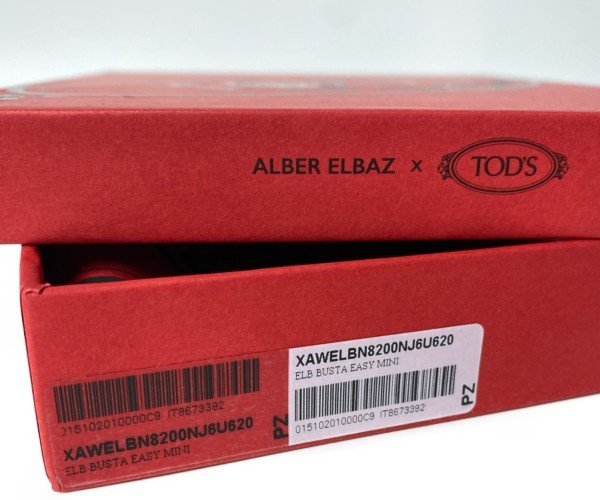 ALBER ELBAZ x TOD'S
XAWELBN8200NJ6U620
ELB BUSTA EASY MINI
015102010000C9 IT8673392
PZ
015102010000C9 IT8673392
XAWELBN8200NJ6U620
ELB BUSTA EASY MINI
PZ